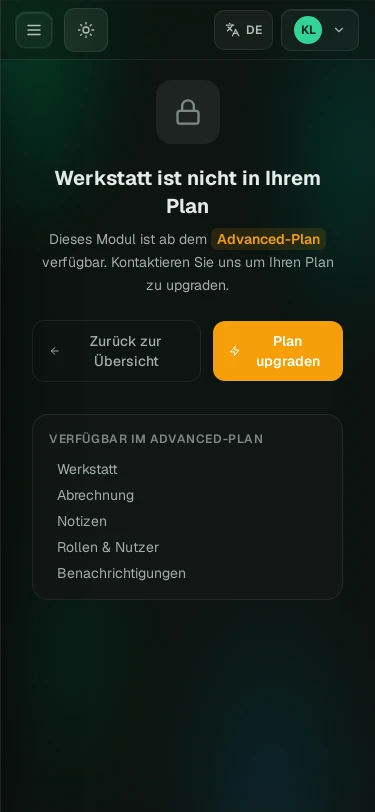 DE
KL
Werkstatt ist nicht in Ihrem
Plan
Dieses Modul ist ab dem Advanced-Plan
verfügbar. Kontaktieren Sie uns um Ihren Plan
zu upgraden.
Zurück zur
Übersicht
Plan
upgraden
VERFÜGBAR IM ADVANCED-PLAN
Werkstatt
Abrechnung
Notizen
Rollen & Nutzer
Benachrichtigungen